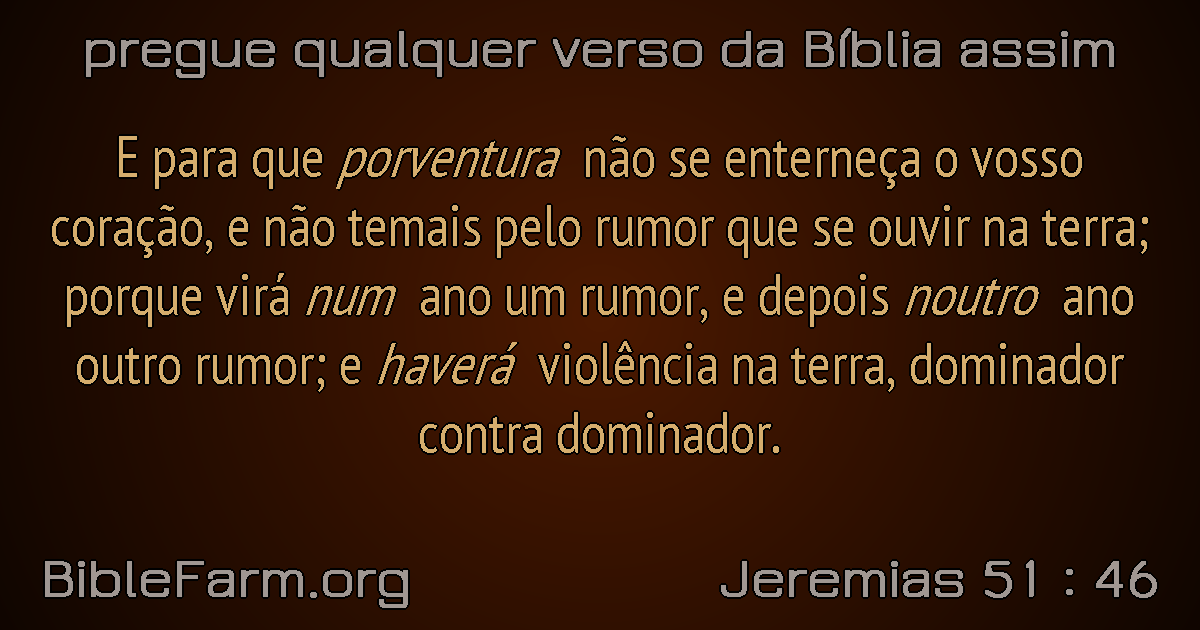 pregue qualquer verso da Bíblia assim
E para que porventura não se enterneça o vosso
coração, e não temais pelo rumor que se ouvir na terra;
porque virá num ano um rumor, e depois noutro ano
outro rumor; e haverá violência na terra, dominador
contra dominador.
BibleFarm.org
Jeremias 51 : 46